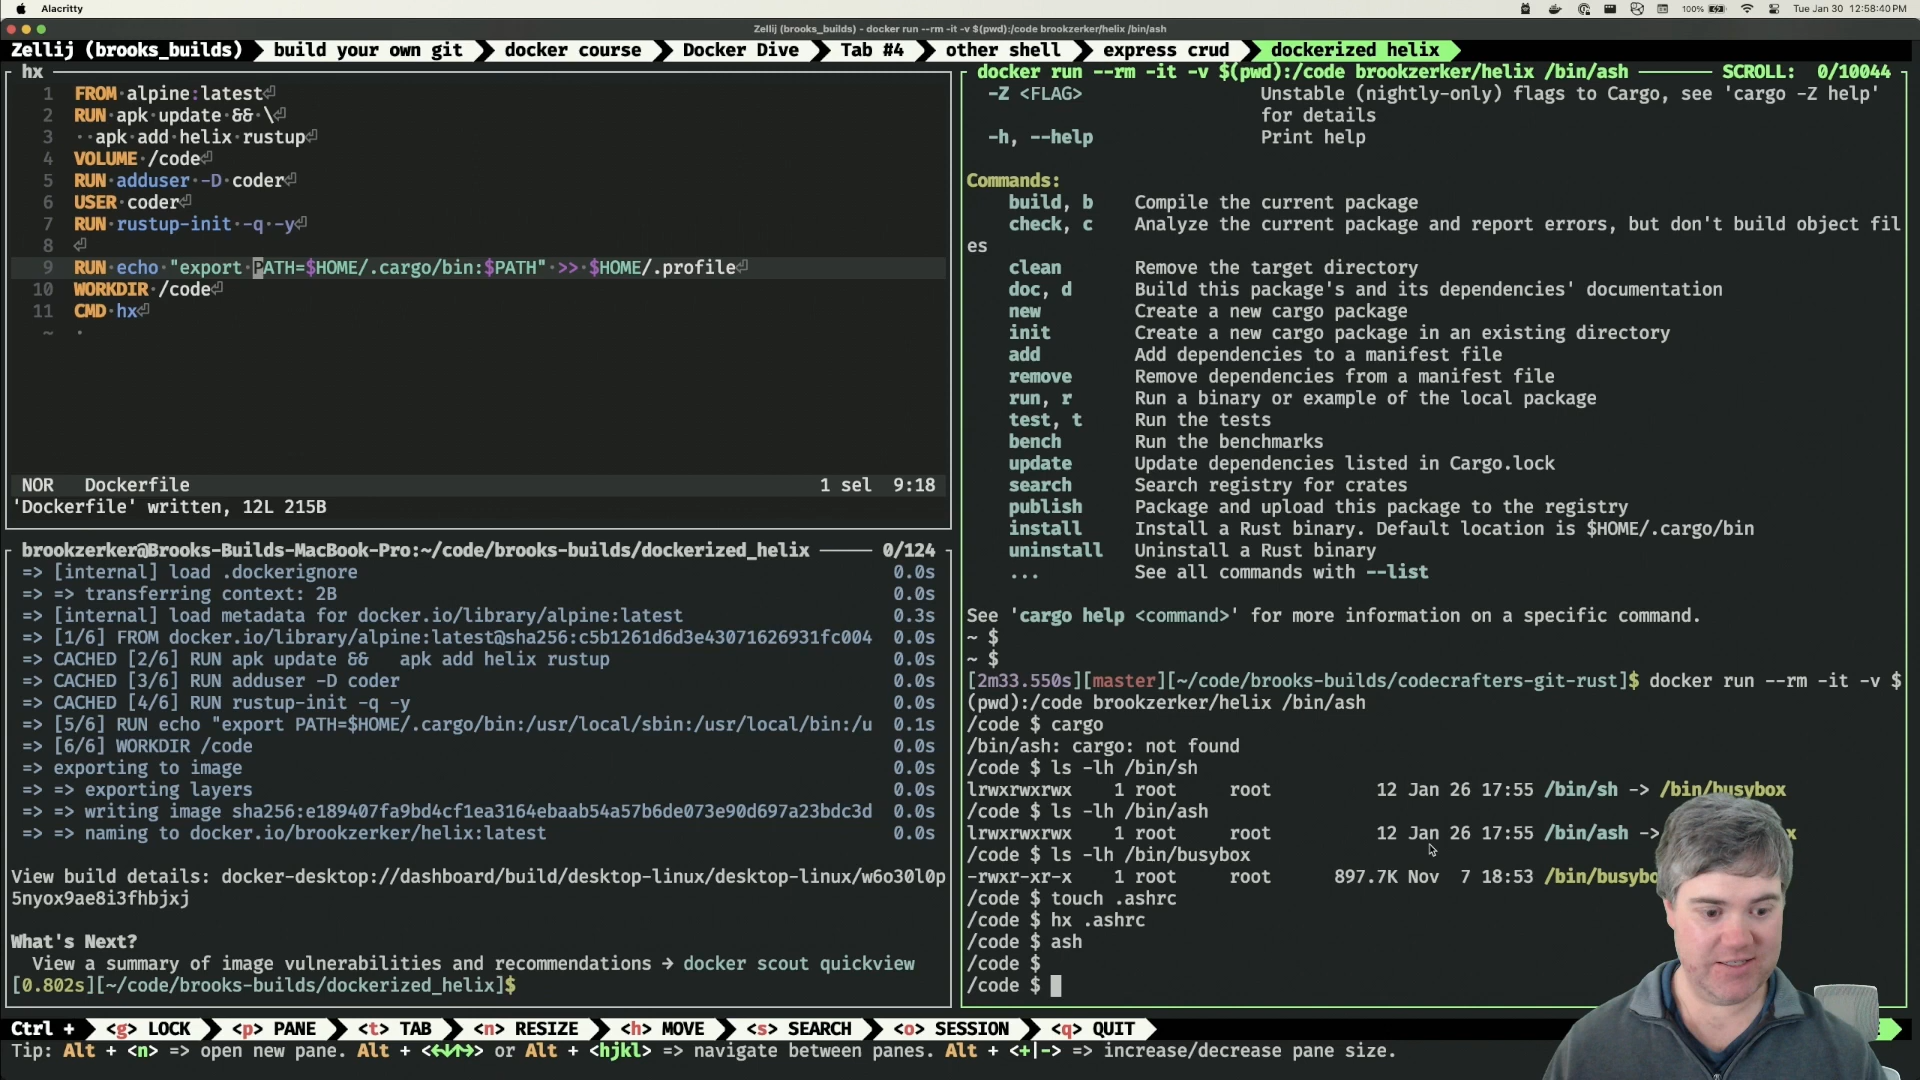 Alacritty
100%
Tue Jan 30 12:58:40 PM
Zellij (brooks_builds) - docker run --rm -it -v $(pwd):/code brookzerker/helix /bin/ash
Zellij (brooks_builds) build your own git docker course Docker Dive Tab #4 other shell express crud dockerized helix
hx
1 FROM·alpine:latest⏎
2 RUN·apk·update·&&·\⏎
3 ··apk·add·helix·rustup⏎
4 VOLUME·/code⏎
5 RUN·adduser·-D·coder⏎
6 USER·coder⏎
7 RUN·rustup-init·-q·-y⏎
8 ⏎
9 RUN·echo·"export·PATH=$HOME/.cargo/bin:$PATH"·>>·$HOME/.profile⏎
10 WORKDIR·/code⏎
11 CMD·hx⏎
~
NOR Dockerfile 1 sel 9:18
'Dockerfile' written, 12L 215B
brookzerker@Brooks-Builds-MacBook-Pro:~/code/brooks-builds/dockerized_helix 0/124
=> [internal] load .dockerignore 0.0s
=> => transferring context: 2B 0.0s
=> [internal] load metadata for docker.io/library/alpine:latest 0.3s
=> [1/6] FROM docker.io/library/alpine:latest@sha256:c5b1261d6d3e43071626931fc004 0.0s
=> CACHED [2/6] RUN apk update &&   apk add helix rustup 0.0s
=> CACHED [3/6] RUN adduser -D coder 0.0s
=> CACHED [4/6] RUN rustup-init -q -y 0.0s
=> [5/6] RUN echo "export PATH=$HOME/.cargo/bin:/usr/local/sbin:/usr/local/bin:/u 0.1s
=> [6/6] WORKDIR /code 0.0s
=> exporting to image 0.0s
=> => exporting layers 0.0s
=> => writing image sha256:e189407fa9bd4cf1ea3164ebaab54a57b6de073e90d697a23bdc3d 0.0s
=> => naming to docker.io/brookzerker/helix:latest 0.0s
View build details: docker-desktop://dashboard/build/desktop-linux/desktop-linux/w6o30l0p
5nyox9ae8i3fhbjxj
What's Next?
View a summary of image vulnerabilities and recommendations → docker scout quickview
[0.802s][~/code/brooks-builds/dockerized_helix]$
docker run --rm -it -v $(pwd):/code brookzerker/helix /bin/ash SCROLL: 0/10044
-Z <FLAG> Unstable (nightly-only) flags to Cargo, see 'cargo -Z help'
for details
-h, --help Print help
Commands:
build, b Compile the current package
check, c Analyze the current package and report errors, but don't build object fil
es
clean Remove the target directory
doc, d Build this package's and its dependencies' documentation
new Create a new cargo package
init Create a new cargo package in an existing directory
add Add dependencies to a manifest file
remove Remove dependencies from a manifest file
run, r Run a binary or example of the local package
test, t Run the tests
bench Run the benchmarks
update Update dependencies listed in Cargo.lock
search Search registry for crates
publish Package and upload this package to the registry
install Install a Rust binary. Default location is $HOME/.cargo/bin
uninstall Uninstall a Rust binary
... See all commands with --list
See 'cargo help <command>' for more information on a specific command.
~ $
~ $
[2m33.550s][master][~/code/brooks-builds/codecrafters-git-rust]$ docker run --rm -it -v $
(pwd):/code brookzerker/helix /bin/ash
/code $ cargo
/bin/ash: cargo: not found
/code $ ls -lh /bin/sh
lrwxrwxrwx 1 root root 12 Jan 26 17:55 /bin/sh -> /bin/busybox
/code $ ls -lh /bin/ash
lrwxrwxrwx 1 root root 12 Jan 26 17:55 /bin/ash ->
/code $ ls -lh /bin/busybox
-rwxr-xr-x 1 root root 897.7K Nov 7 18:53 /bin/busybo
/code $ touch .ashrc
/code $ hx .ashrc
/code $ ash
/code $
/code $
Ctrl + <g> LOCK <p> PANE <t> TAB <n> RESIZE <h> MOVE <s> SEARCH <o> SESSION <q> QUIT
Tip: Alt + <n> => open new pane. Alt + <←↓↑→> or Alt + <hjkl> => navigate between panes. Alt + <+|-> => increase/decrease pane size.